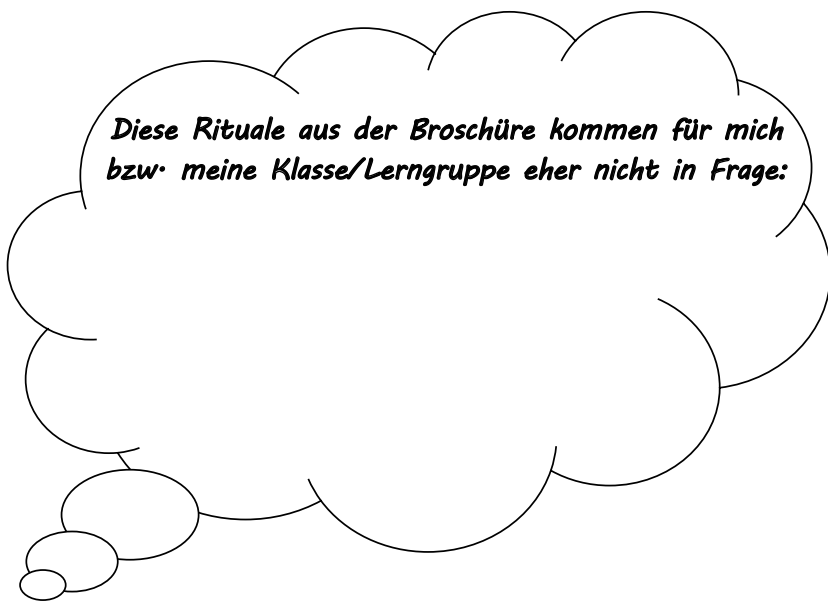 Diese Rituale aus der Broschüre kommen für mich
bzw. meine Klasse/Lerngruppe eher nicht in Frage: